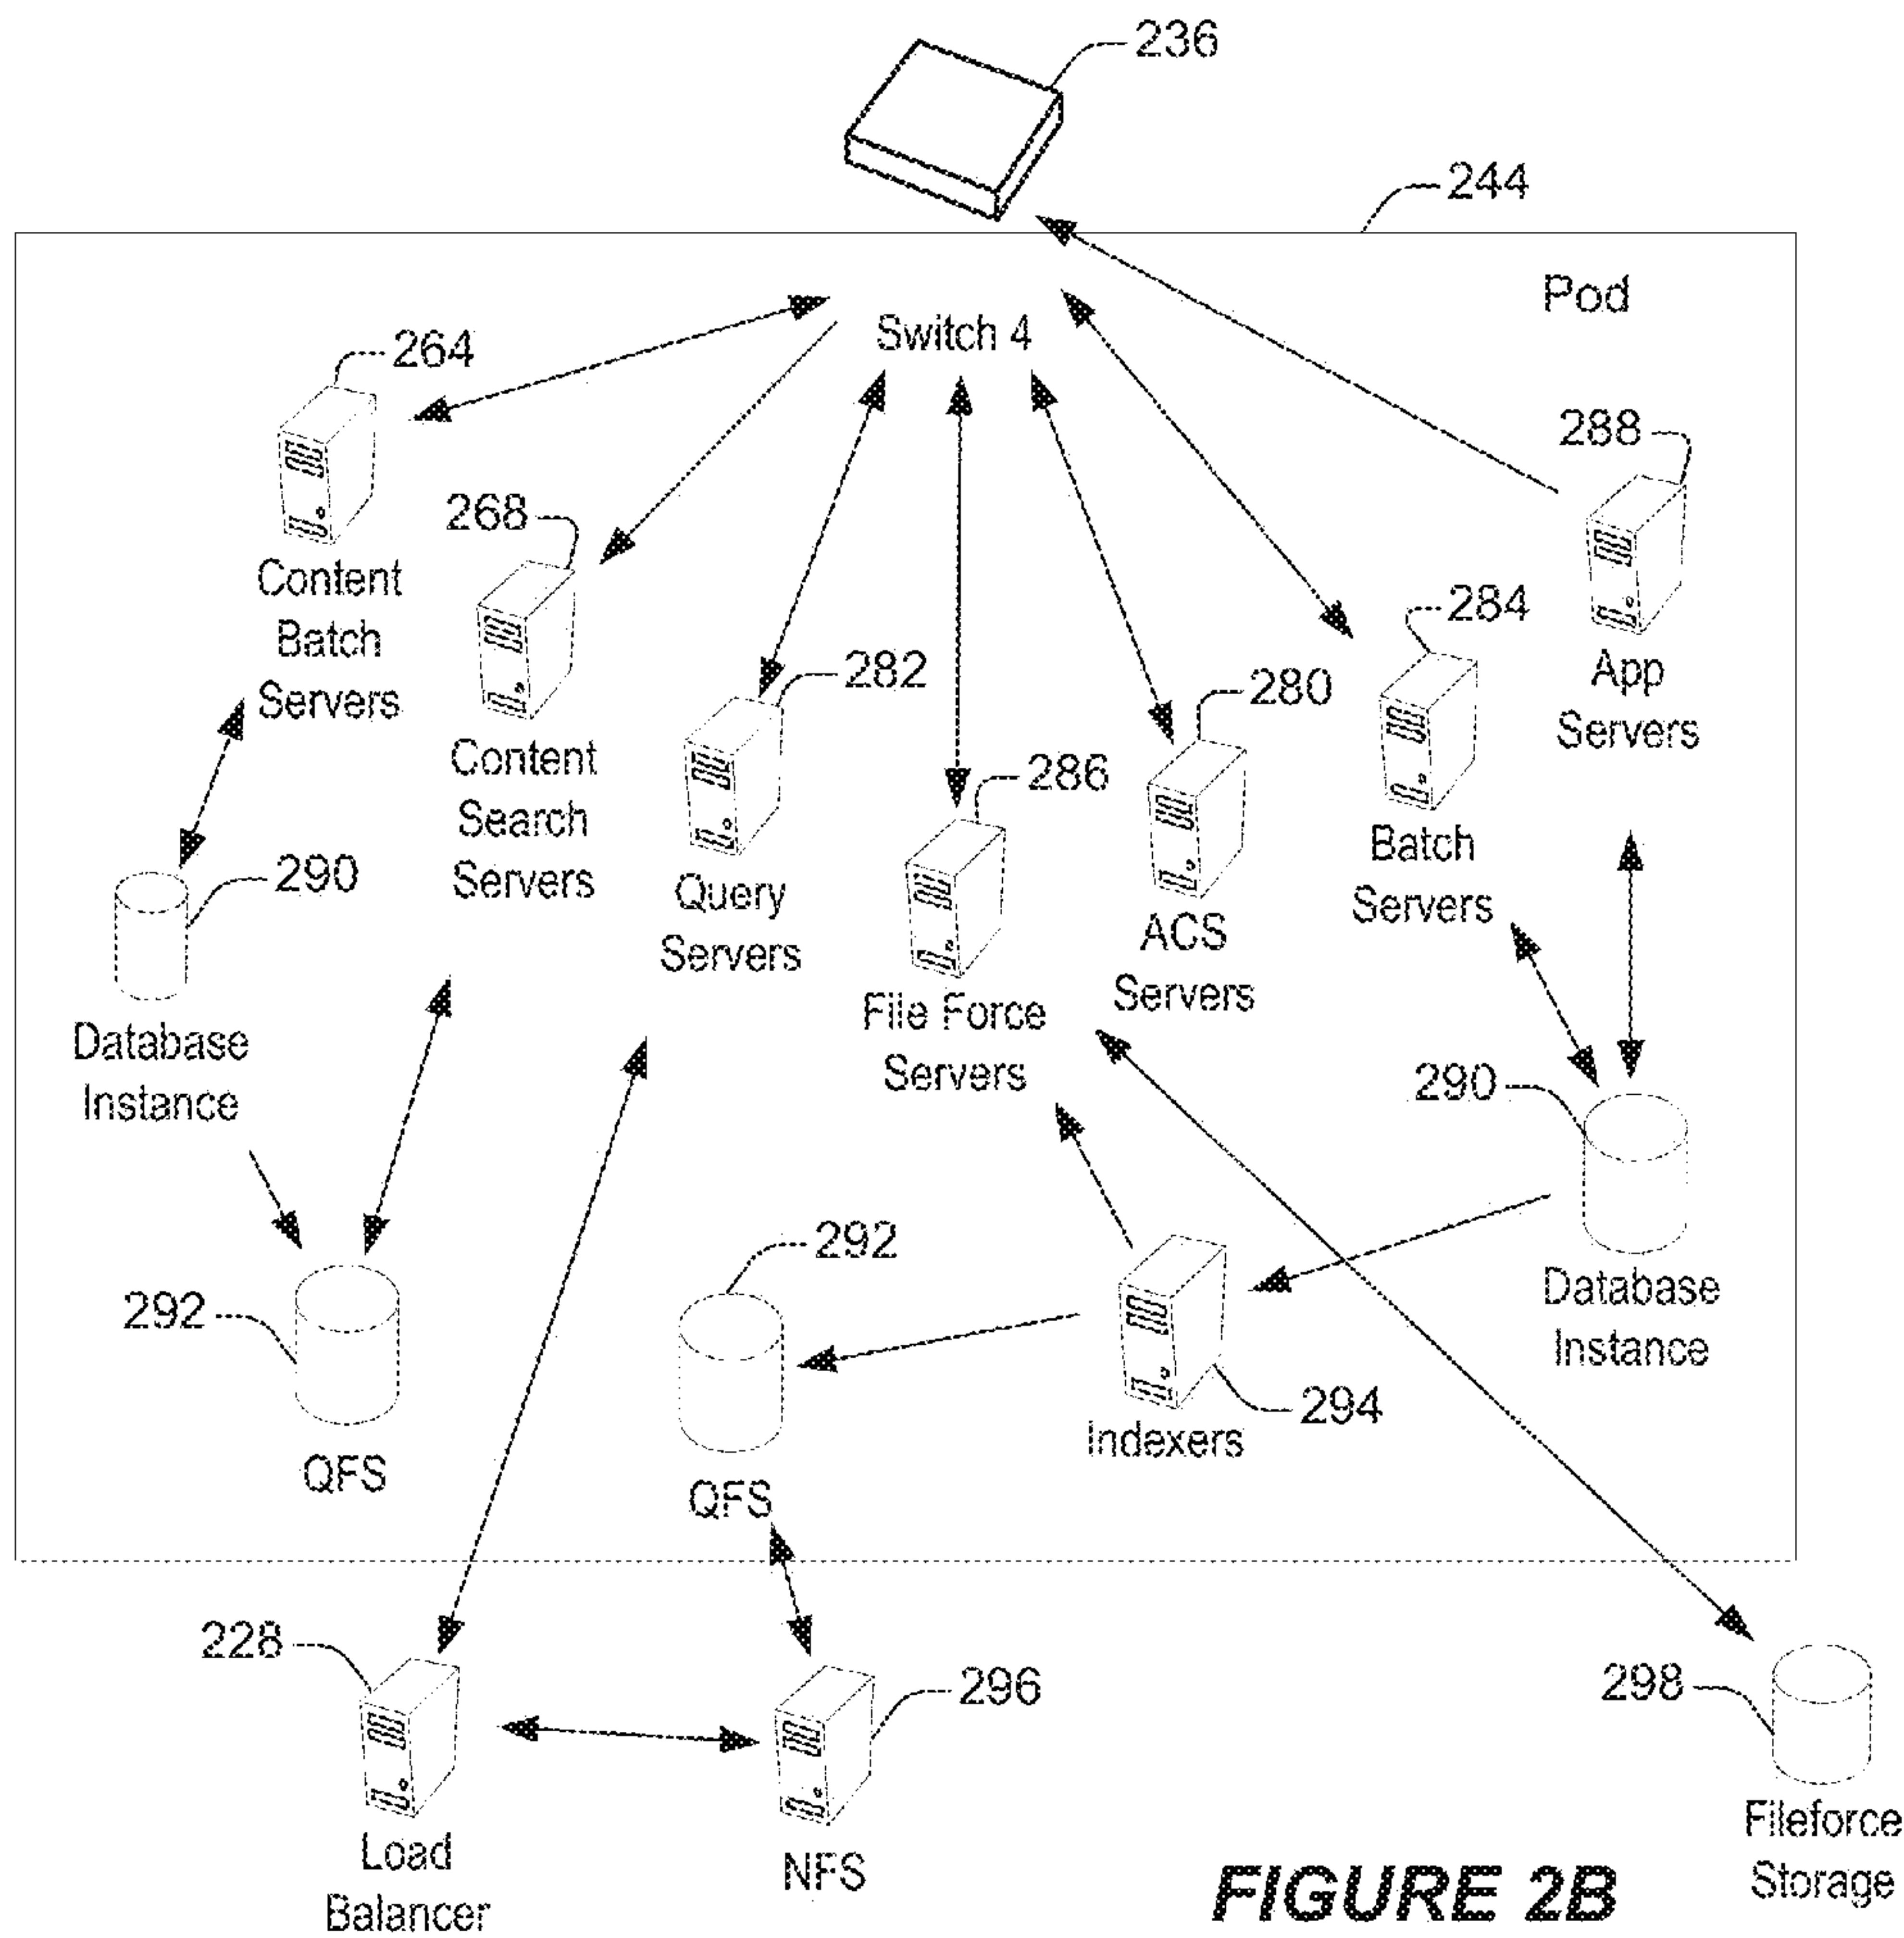 236
244
Pod
Switch 4
264
Content
Batch
Servers
268
Content
Search
Servers
282
Query
Servers
286
File Force
Servers
280
ACS
Servers
284
Batch
Servers
288
App
Servers
290
Database
Instance
290
Database
Instance
292
QFS
292
QFS
294
Indexers
228
Load
Balancer
296
NFS
298
Fileforce
Storage
FIGURE 2B